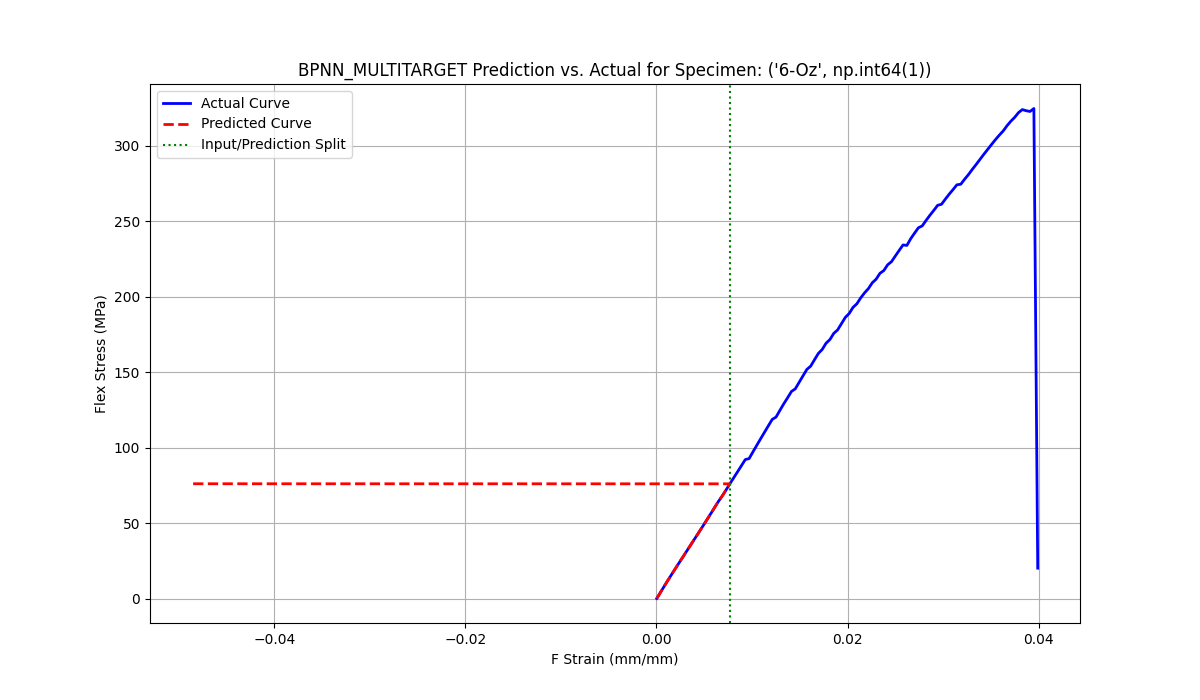 BPNN_MULTITARGET Prediction vs. Actual for Specimen: ('6-Oz', np.int64(1))
Actual Curve
Predicted Curve
Input/Prediction Split
300
250
200
150
100
50
0
Flex Stress (MPa)
−0.04 −0.02 0.00 0.02 0.04
F Strain (mm/mm)